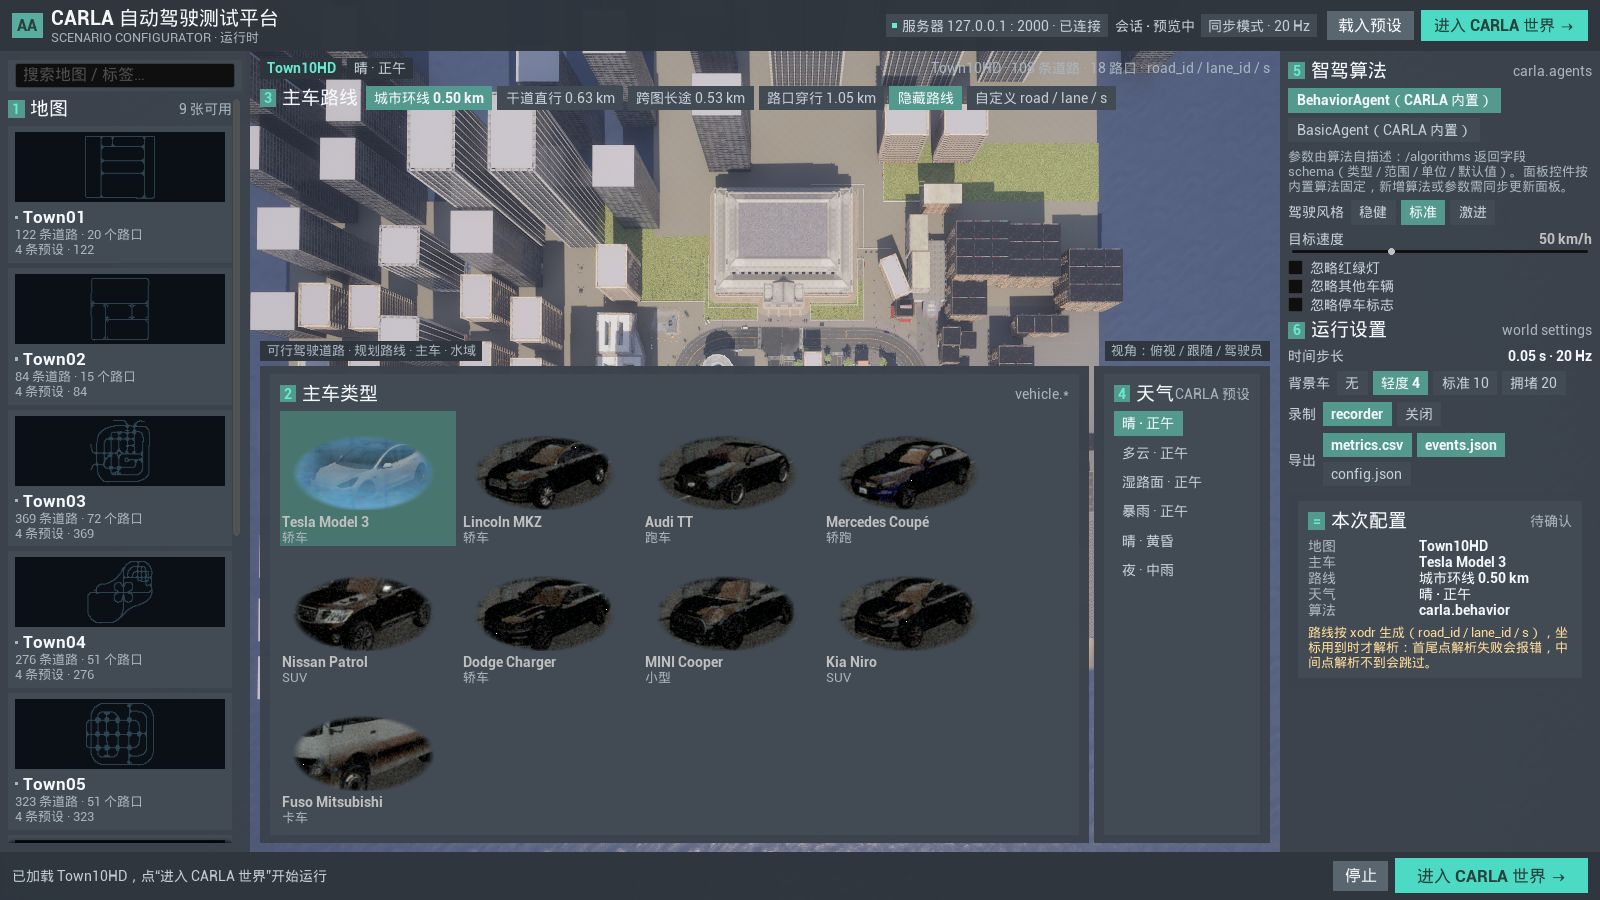 AA
CARLA 自动驾驶测试平台
SCENARIO CONFIGURATOR · 运行时
服务器 127.0.0.1 : 2000 · 已连接
会话 · 预览中
同步模式 · 20 Hz
载入预设
进入 CARLA 世界 →
搜索地图 / 标签...
1 地图
9 张可用
Town01
122 条道路 · 20 个路口
4 条预设 · 122
Town02
84 条道路 · 15 个路口
4 条预设 · 84
Town03
369 条道路 · 72 个路口
4 条预设 · 369
Town04
276 条道路 · 51 个路口
4 条预设 · 276
Town05
323 条道路 · 51 个路口
4 条预设 · 323
Town10HD
晴 · 正午
Town10HD · 109 条道路 · 18 路口 · road_id / lane_id / s
3 主车路线
城市环线 0.50 km
干道直行 0.63 km
跨图长途 0.53 km
路口穿行 1.05 km
隐藏路线
自定义 road / lane / s
可行驾驶道路 · 规划路线 · 主车 · 水域
视角 : 俯视 / 跟随 / 驾驶员
2 主车类型
vehicle.*
Tesla Model 3
轿车
Lincoln MKZ
轿车
Audi TT
跑车
Mercedes Coupé
轿跑
Nissan Patrol
SUV
Dodge Charger
轿车
MINI Cooper
小型
Kia Niro
SUV
Fuso Mitsubishi
卡车
4 天气
CARLA 预设
晴 · 正午
多云 · 正午
湿路面 · 正午
暴雨 · 正午
晴 · 黄昏
夜 · 中雨
5 智驾算法
carla.agents
BehaviorAgent（CARLA 内置）
BasicAgent（CARLA 内置）
参数由算法自描述 : /algorithms 返回字段
schema（类型 / 范围 / 单位 / 默认值）。面板控件按
内置算法固定，新增算法或参数需同步更新面板。
驾驶风格
稳健
标准
激进
目标速度
50 km/h
忽略红绿灯
忽略其他车辆
忽略停车标志
6 运行设置
world settings
时间步长
0.05 s · 20 Hz
背景车
无
轻度 4
标准 10
拥堵 20
录制
recorder
关闭
导出
metrics.csv
events.json
config.json
= 本次配置
待确认
地图 Town10HD
主车 Tesla Model 3
路线 城市环线 0.50 km
天气 晴 · 正午
算法 carla.behavior
路线按 xodr 生成（road_id / lane_id / s），坐
标用到时才解析 : 首尾点解析失败会报错，中
间点解析不到会跳过。
已加载 Town10HD，点“进入 CARLA 世界”开始运行
停止
进入 CARLA 世界 →